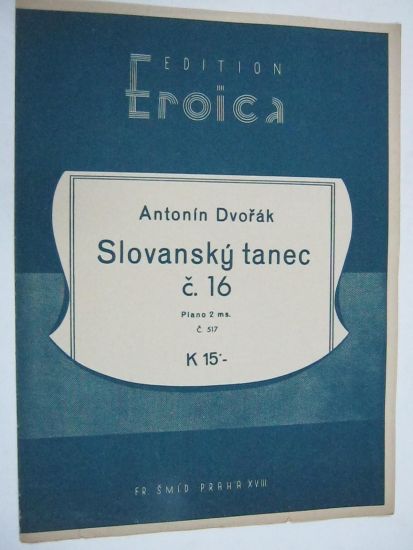 EDITION
Eroica
Antonín Dvořák
Slovanský tanec
č. 16
Piano 2 ms.
Č. 517
K 15·-
FR. ŠMÍD PRAHA XVIII